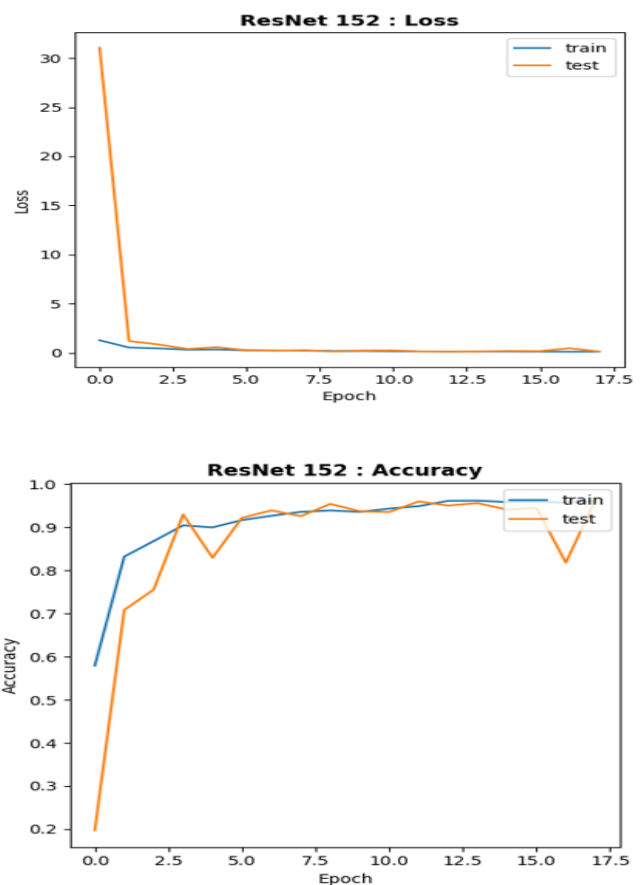 ResNet 152 : Loss
train
test
30
25
20
15
10
5
0
Loss
0.0 2.5 5.0 7.5 10.0 12.5 15.0 17.5
Epoch
ResNet 152 : Accuracy
train
test
1.0
0.9
0.8
0.7
0.6
0.5
0.4
0.3
0.2
Accuracy
0.0 2.5 5.0 7.5 10.0 12.5 15.0 17.5
Epoch